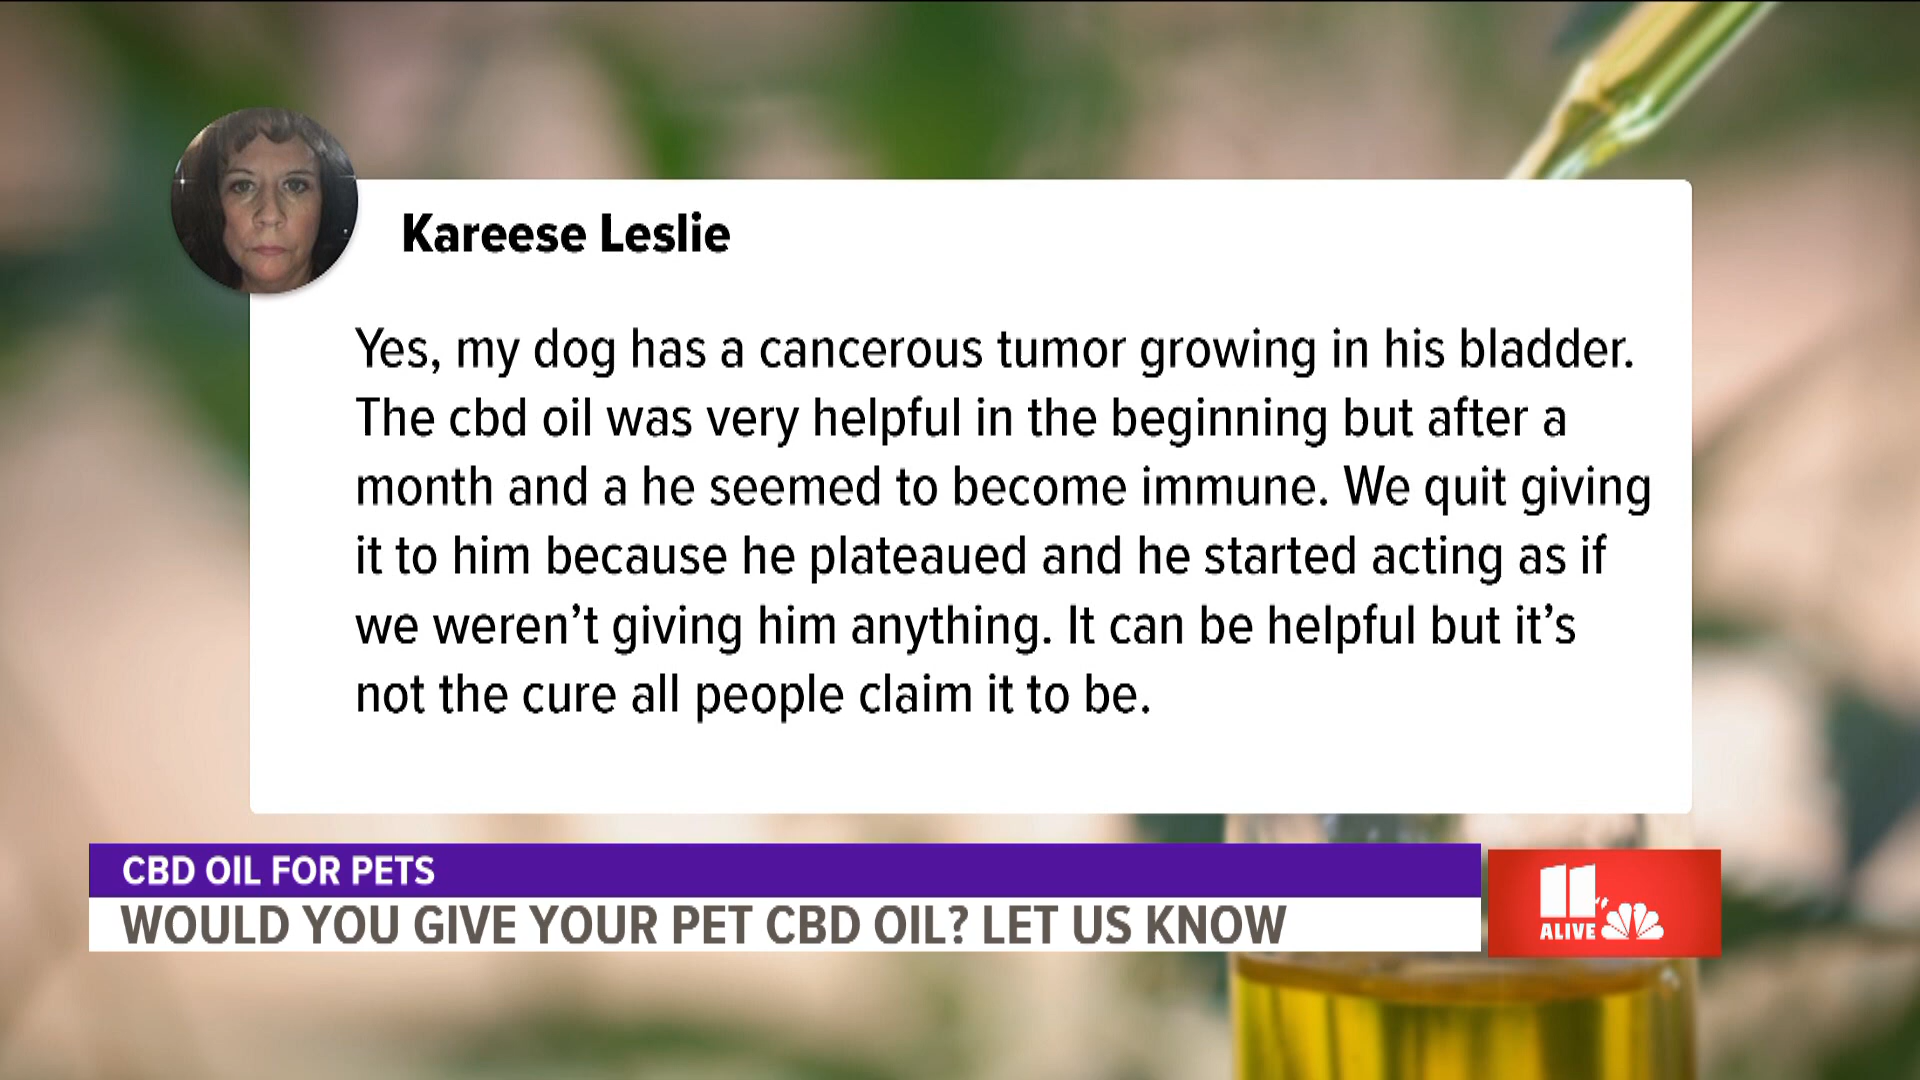 Kareese Leslie
Yes, my dog has a cancerous tumor growing in his bladder.
The cbd oil was very helpful in the beginning but after a
month and a he seemed to become immune. We quit giving
it to him because he plateaued and he started acting as if
we weren’t giving him anything. It can be helpful but it’s
not the cure all people claim it to be.
CBD OIL FOR PETS
WOULD YOU GIVE YOUR PET CBD OIL? LET US KNOW
11
ALIVE